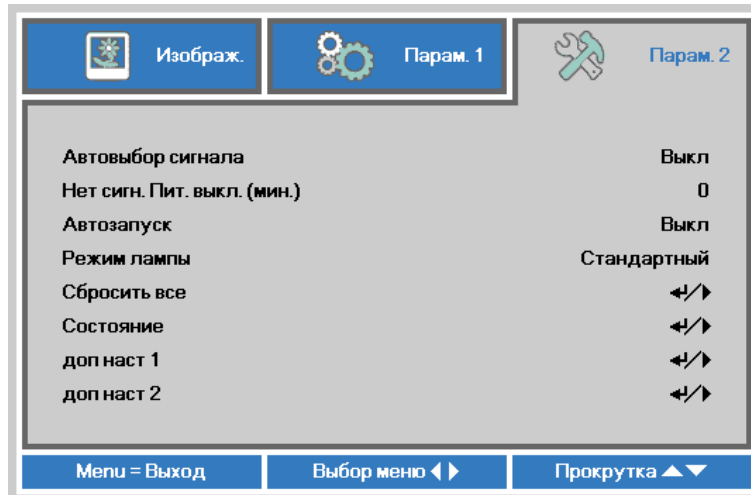 Изображ. Парам. 1 Парам. 2
Автовыбор сигнала Выкл
Нет сигн. Пит. выкл. (мин.) 0
Автозапуск Выкл
Режим лампы Стандартный
Сбросить все
Состояние
доп наст 1
доп наст 2
Menu = Выход Выбор меню Прокрутка